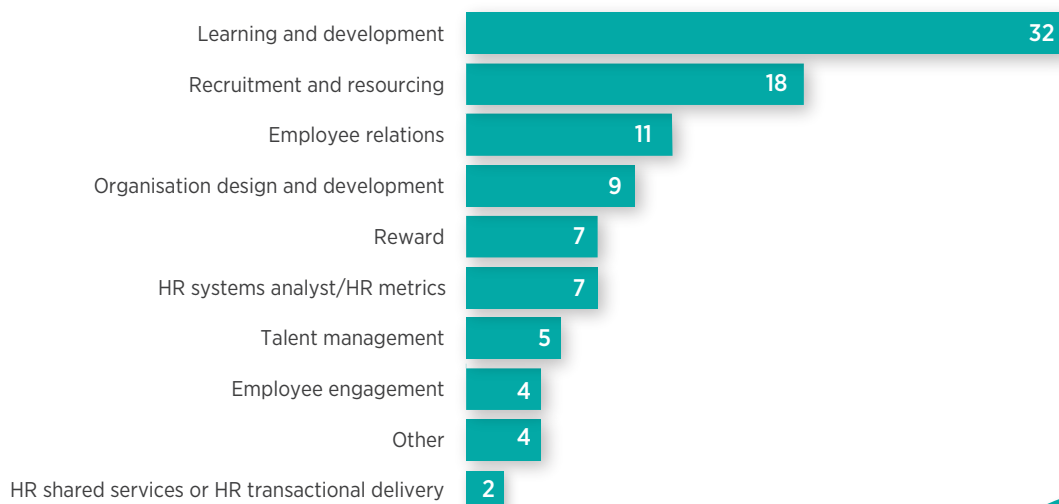 Learning and development 32
Recruitment and resourcing 18
Employee relations 11
Organisation design and development 9
Reward 7
HR systems analyst/HR metrics 7
Talent management 5
Employee engagement 4
Other 4
HR shared services or HR transactional delivery 2